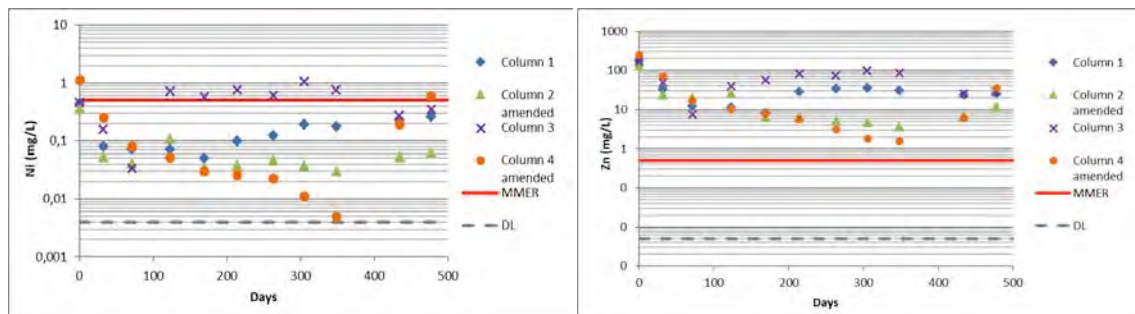 10
1
0,1
0,01
0,001
Ni (mg/L)
0
100
200
300
400
500
Days
Column 1
Column 2
amended
Column 3
Column 4
amended
MMER
DL
1000
100
10
1
0
0
0
Zn (mg/L)
0
100
200
300
400
500
Days
Column 1
Column 2
amended
Column 3
Column 4
amended
MMER
DL